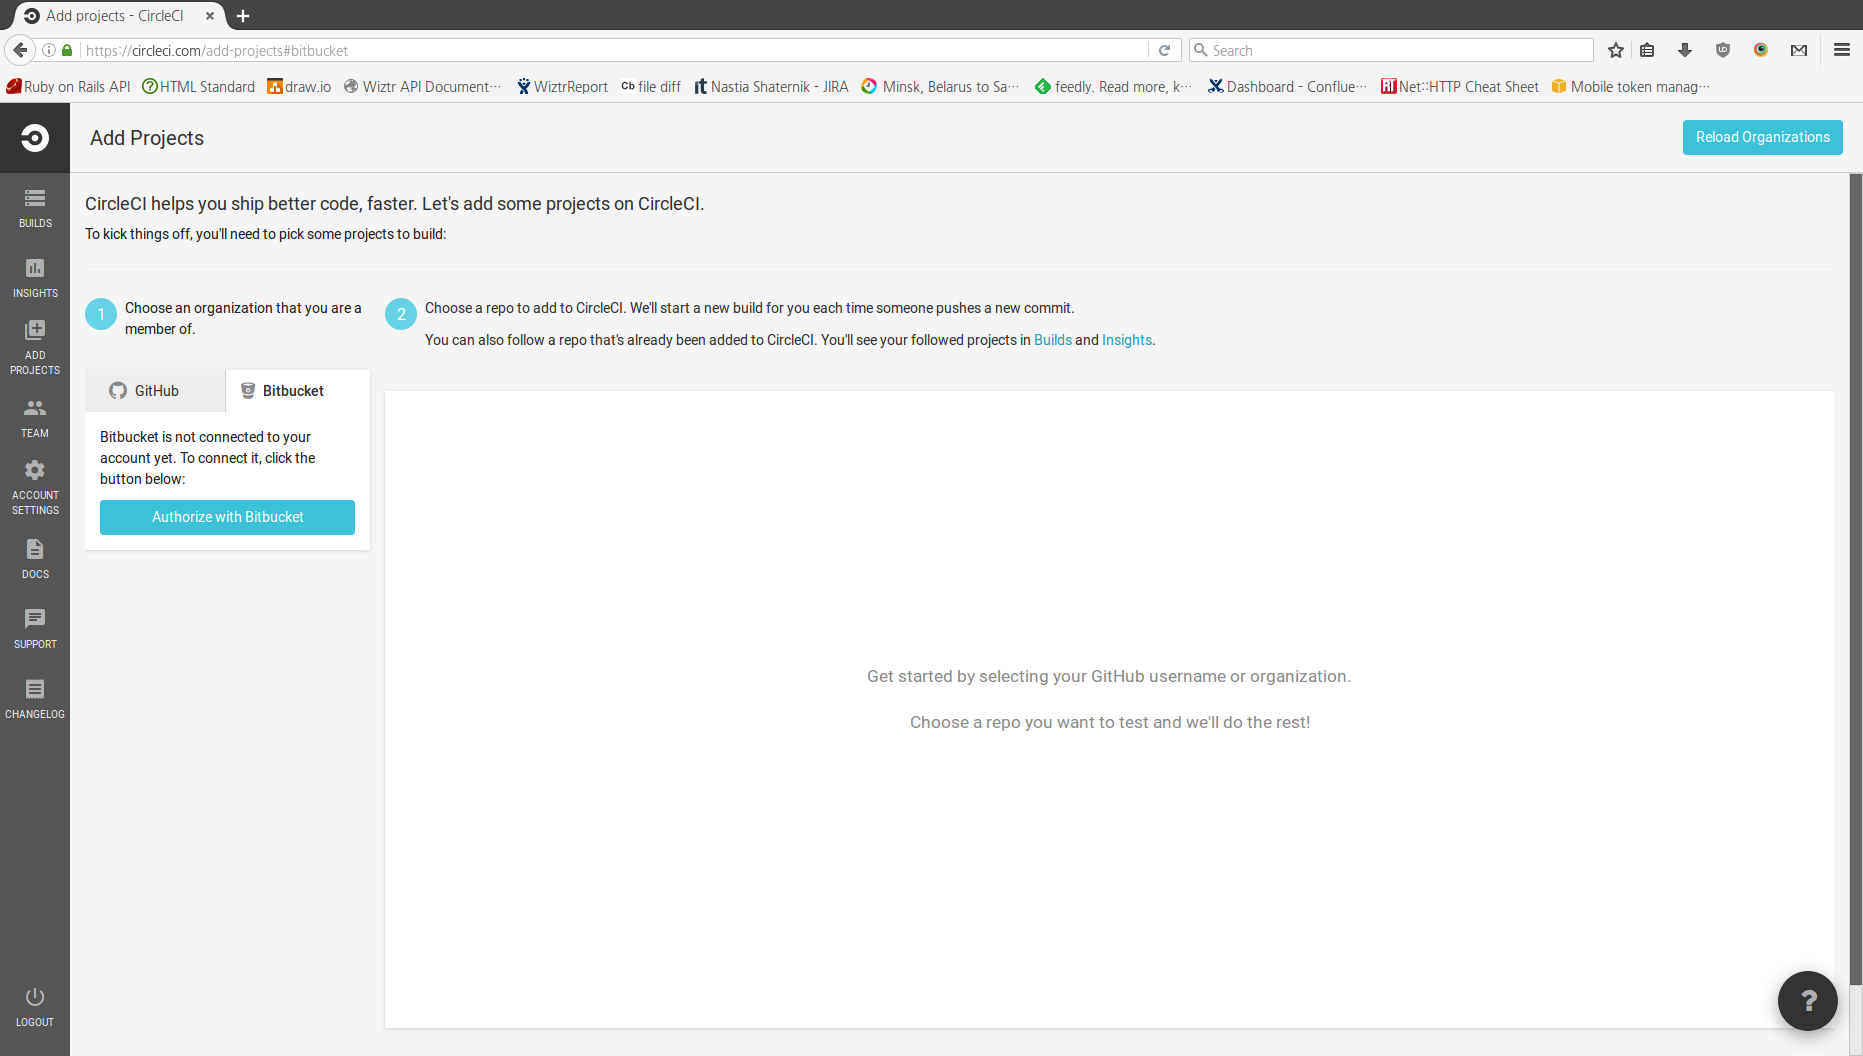 Add projects - CircleCI
https://circleci.com/add-projects#bitbucket
Search
Ruby on Rails API
HTML Standard
draw.io
Wiztr API Document···
WiztrReport
Cb file diff
Nastia Shaternik - JIRA
Minsk, Belarus to Sa···
feedly. Read more, k···
Dashboard - Conflue···
Net::HTTP Cheat Sheet
Mobile token manag···
Add Projects
Reload Organizations
BUILDS
INSIGHTS
ADD
PROJECTS
TEAM
ACCOUNT
SETTINGS
DOCS
SUPPORT
CHANGELOG
LOGOUT
CircleCI helps you ship better code, faster. Let's add some projects on CircleCI.
To kick things off, you'll need to pick some projects to build:
1
Choose an organization that you are a
member of.
2
Choose a repo to add to CircleCI. We'll start a new build for you each time someone pushes a new commit.
You can also follow a repo that's already been added to CircleCI. You'll see your followed projects in Builds and Insights.
GitHub
Bitbucket
Bitbucket is not connected to your
account yet. To connect it, click the
button below:
Authorize with Bitbucket
Get started by selecting your GitHub username or organization.
Choose a repo you want to test and we'll do the rest!
?